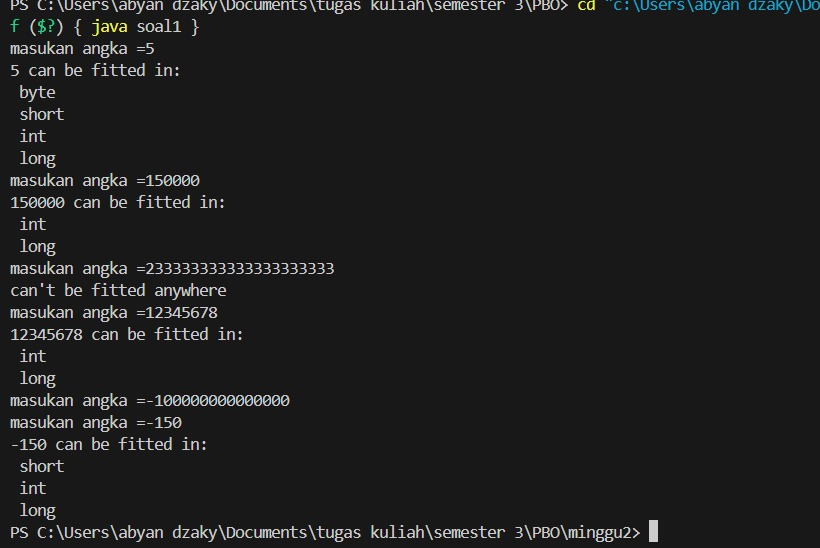 PS C:\Users\abyan dzaky\Documents\tugas kuliah\semester 3\PBO> cd "c:\Users\abyan dzaky\Do
f ($?) { java soal1 }
masukan angka =5
5 can be fitted in:
 byte
 short
 int
 long
masukan angka =150000
150000 can be fitted in:
 int
 long
masukan angka =233333333333333333333
can't be fitted anywhere
masukan angka =12345678
12345678 can be fitted in:
 int
 long
masukan angka =-100000000000000
masukan angka =-150
-150 can be fitted in:
 short
 int
 long
PS C:\Users\abyan dzaky\Documents\tugas kuliah\semester 3\PBO\minggu2>